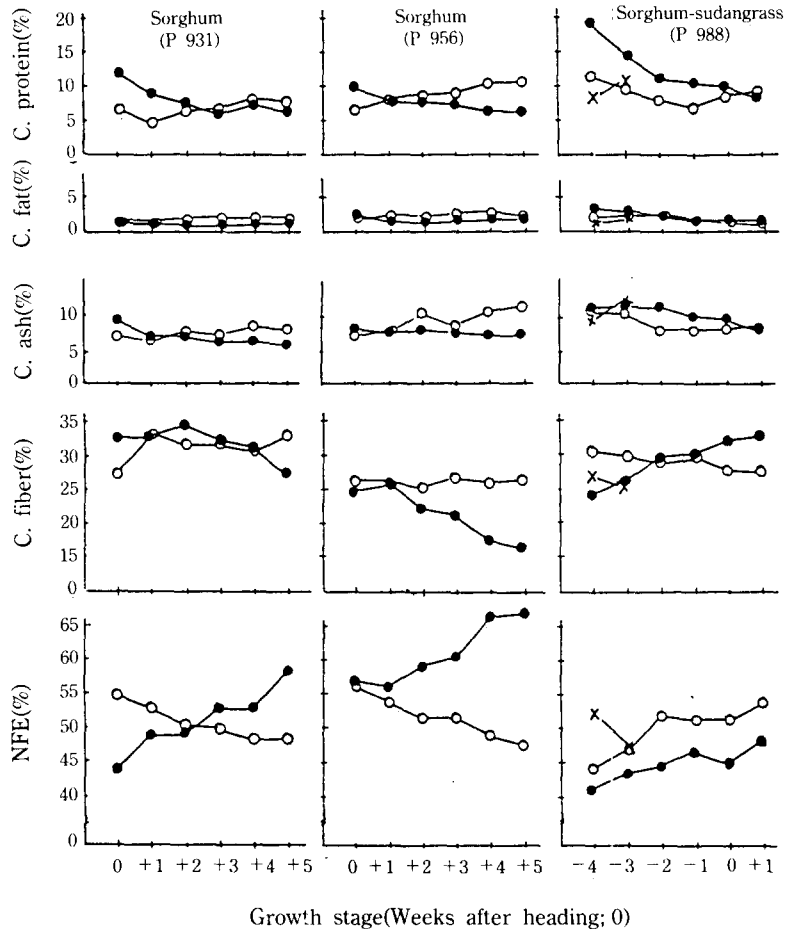 Sorghum
(P 931)
Sorghum
(P 956)
Sorghum-sudangrass
(P 988)
C. protein(%)
20
15
10
5
0
C. fat(%)
5
0
C. ash(%)
10
5
0
C. fiber(%)
35
30
25
20
15
0
NFE(%)
65
60
55
50
45
40
0
0 +1 +2 +3 +4 +5
0 +1 +2 +3 +4 +5
−4 −3 −2 −1 0 +1
Growth stage(Weeks after heading; 0)